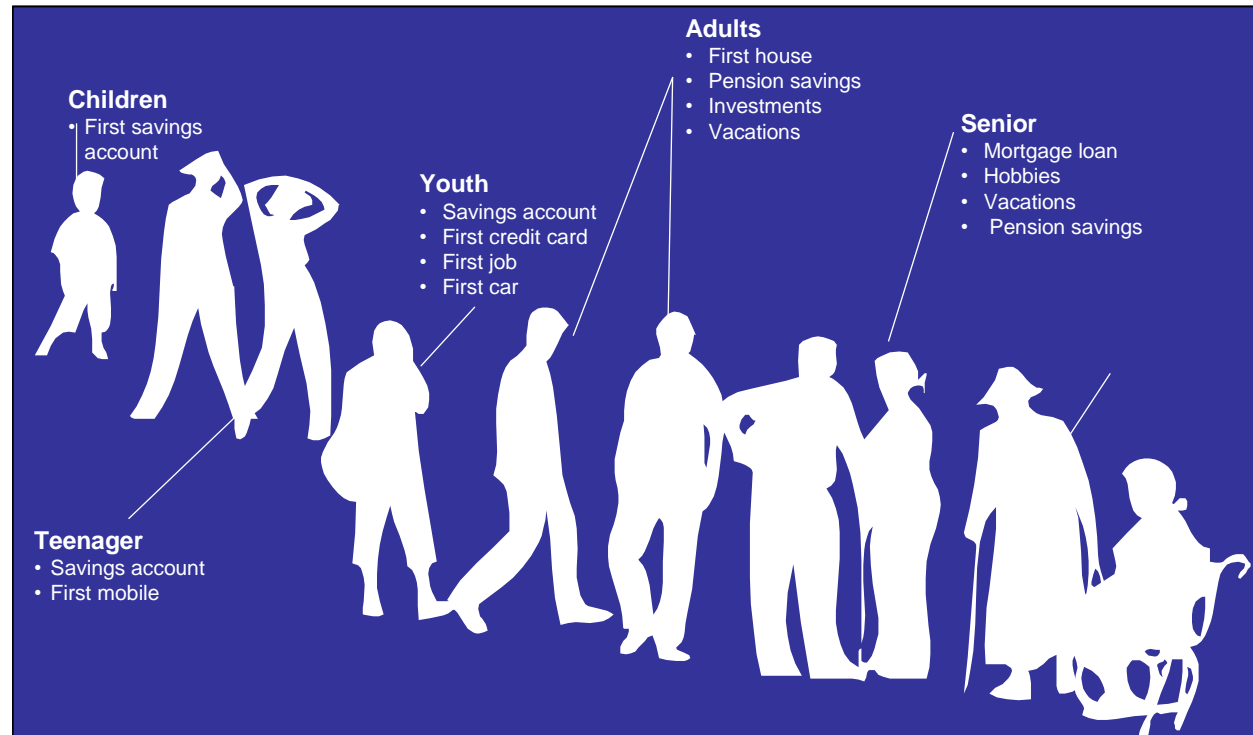 Children
• First savings
account
Teenager
• Savings account
• First mobile
Youth
• Savings account
• First credit card
• First job
• First car
Adults
• First house
• Pension savings
• Investments
• Vacations
Senior
• Mortgage loan
• Hobbies
• Vacations
• Pension savings